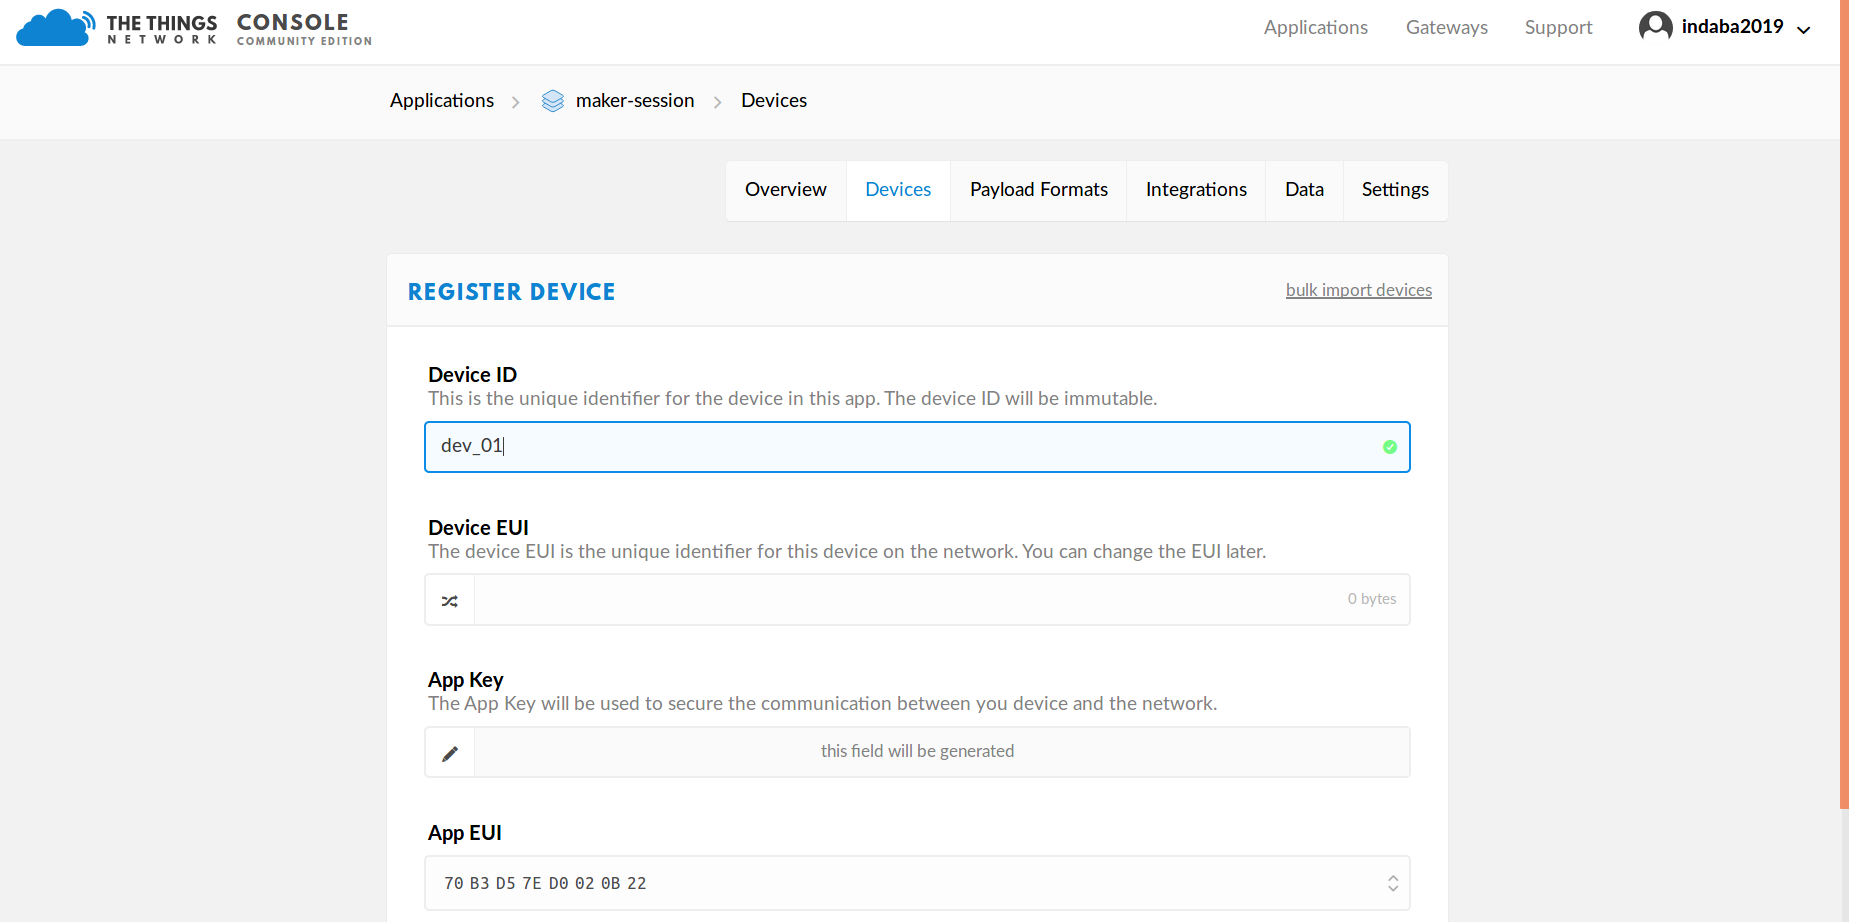 THE THINGS
NETWORK
CONSOLE
COMMUNITY EDITION
Applications
Gateways
Support
indaba2019
Applications
maker-session
Devices
Overview
Devices
Payload Formats
Integrations
Data
Settings
REGISTER DEVICE
bulk import devices
Device ID
This is the unique identifier for the device in this app. The device ID will be immutable.
dev_01
Device EUI
The device EUI is the unique identifier for this device on the network. You can change the EUI later.
0 bytes
App Key
The App Key will be used to secure the communication between you device and the network.
this field will be generated
App EUI
70 B3 D5 7E D0 02 0B 22